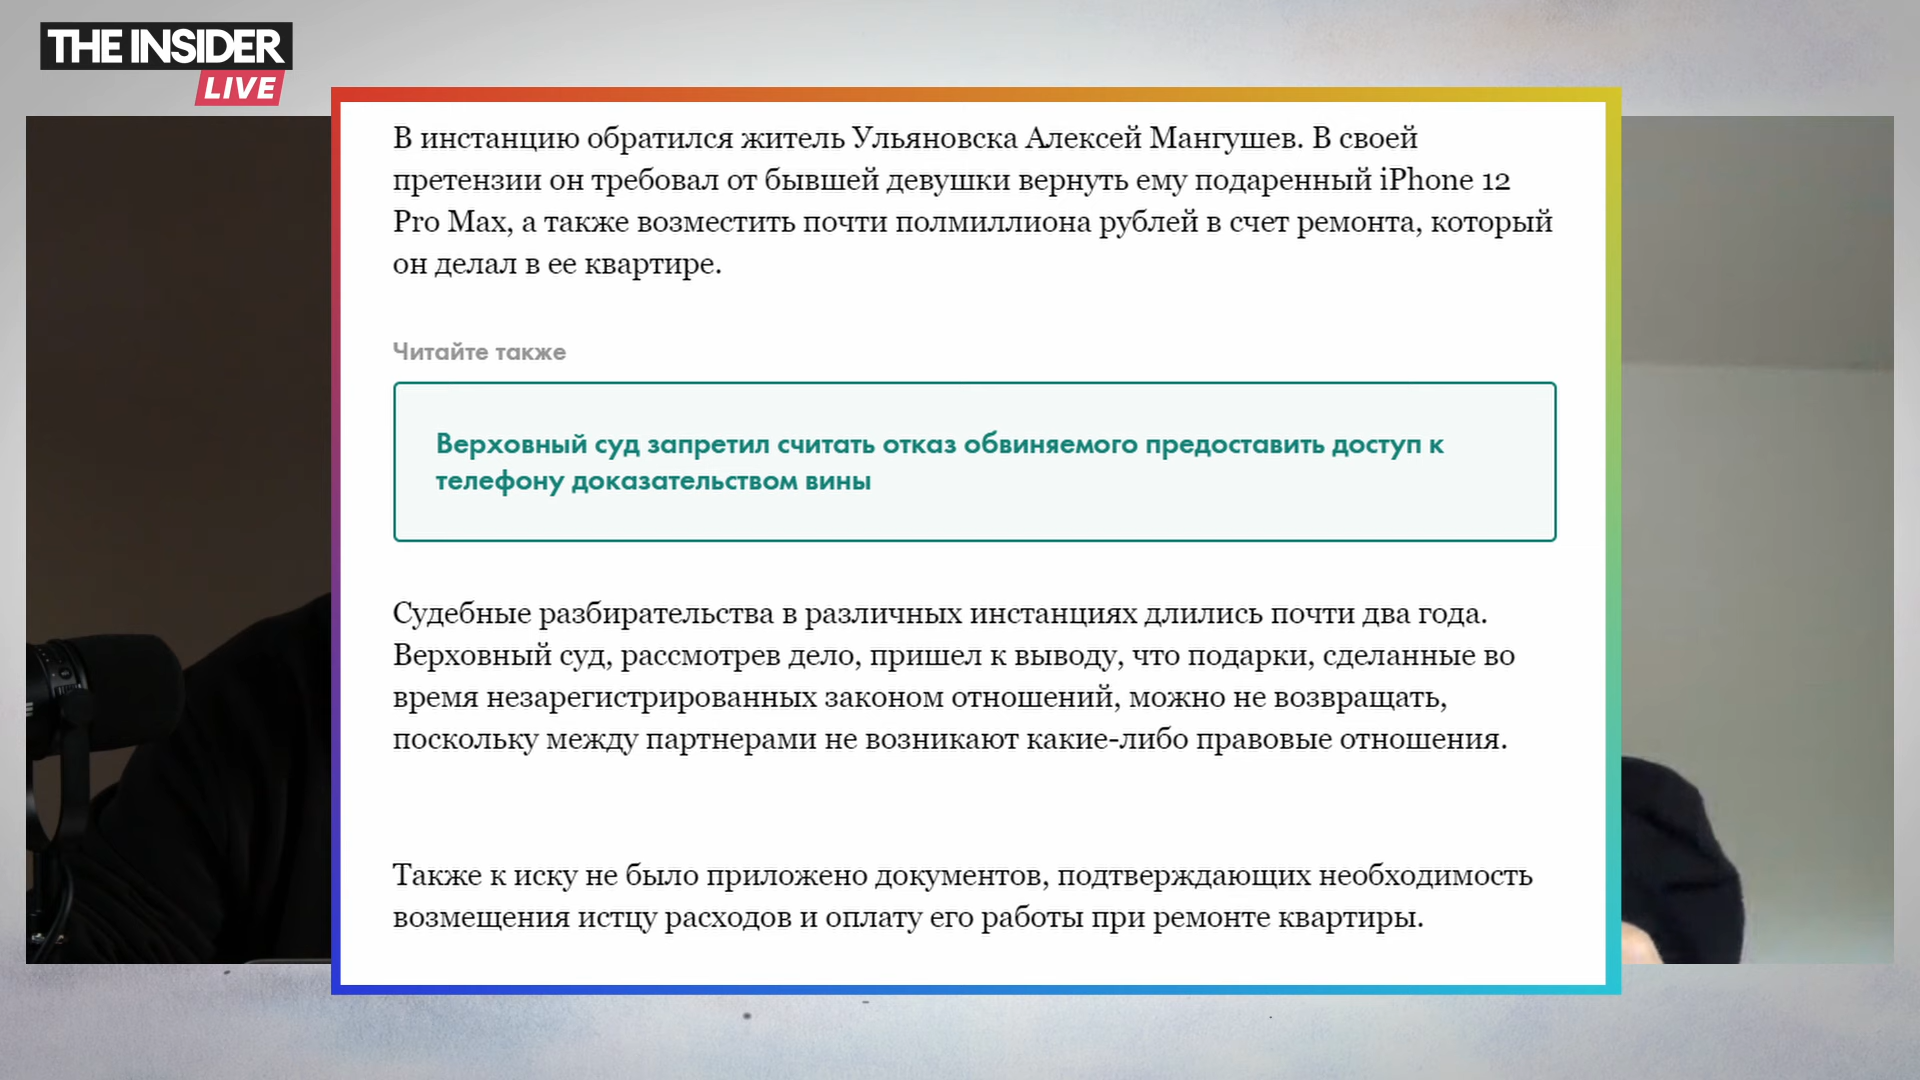 THE INSIDER
LIVE
В инстанцию обратился житель Ульяновска Алексей Мангушев. В своей
претензии он требовал от бывшей девушки вернуть ему подаренный iPhone 12
Pro Max, а также возместить почти полмиллиона рублей в счет ремонта, который
он делал в ее квартире.
Читайте также
Верховный суд запретил считать отказ обвиняемого предоставить доступ к
телефону доказательством вины
Судебные разбирательства в различных инстанциях длились почти два года.
Верховный суд, рассмотрев дело, пришел к выводу, что подарки, сделанные во
время незарегистрированных законом отношений, можно не возвращать,
поскольку между партнерами не возникают какие-либо правовые отношения.
Также к иску не было приложено документов, подтверждающих необходимость
возмещения истцу расходов и оплату его работы при ремонте квартиры.